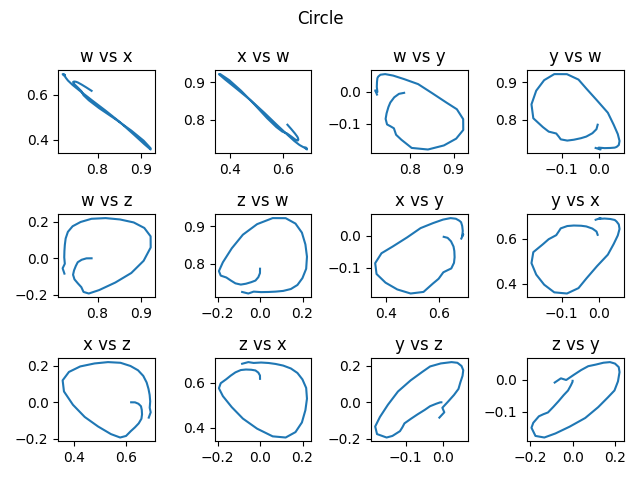 Circle
w vs x
x vs w
w vs y
y vs w
0.6
0.4
0.8 0.9
0.9
0.8
0.4 0.6
0.0
−0.1
0.8 0.9
0.9
0.8
−0.1 0.0
w vs z
z vs w
x vs y
y vs x
0.2
0.0
−0.2
0.8 0.9
0.9
0.8
−0.2 0.0 0.2
0.0
−0.1
0.4 0.6
0.6
0.4
−0.1 0.0
x vs z
z vs x
y vs z
z vs y
0.2
0.0
−0.2
0.4 0.6
0.6
0.4
−0.2 0.0 0.2
0.2
0.0
−0.2
−0.1 0.0
0.0
−0.1
−0.2 0.0 0.2